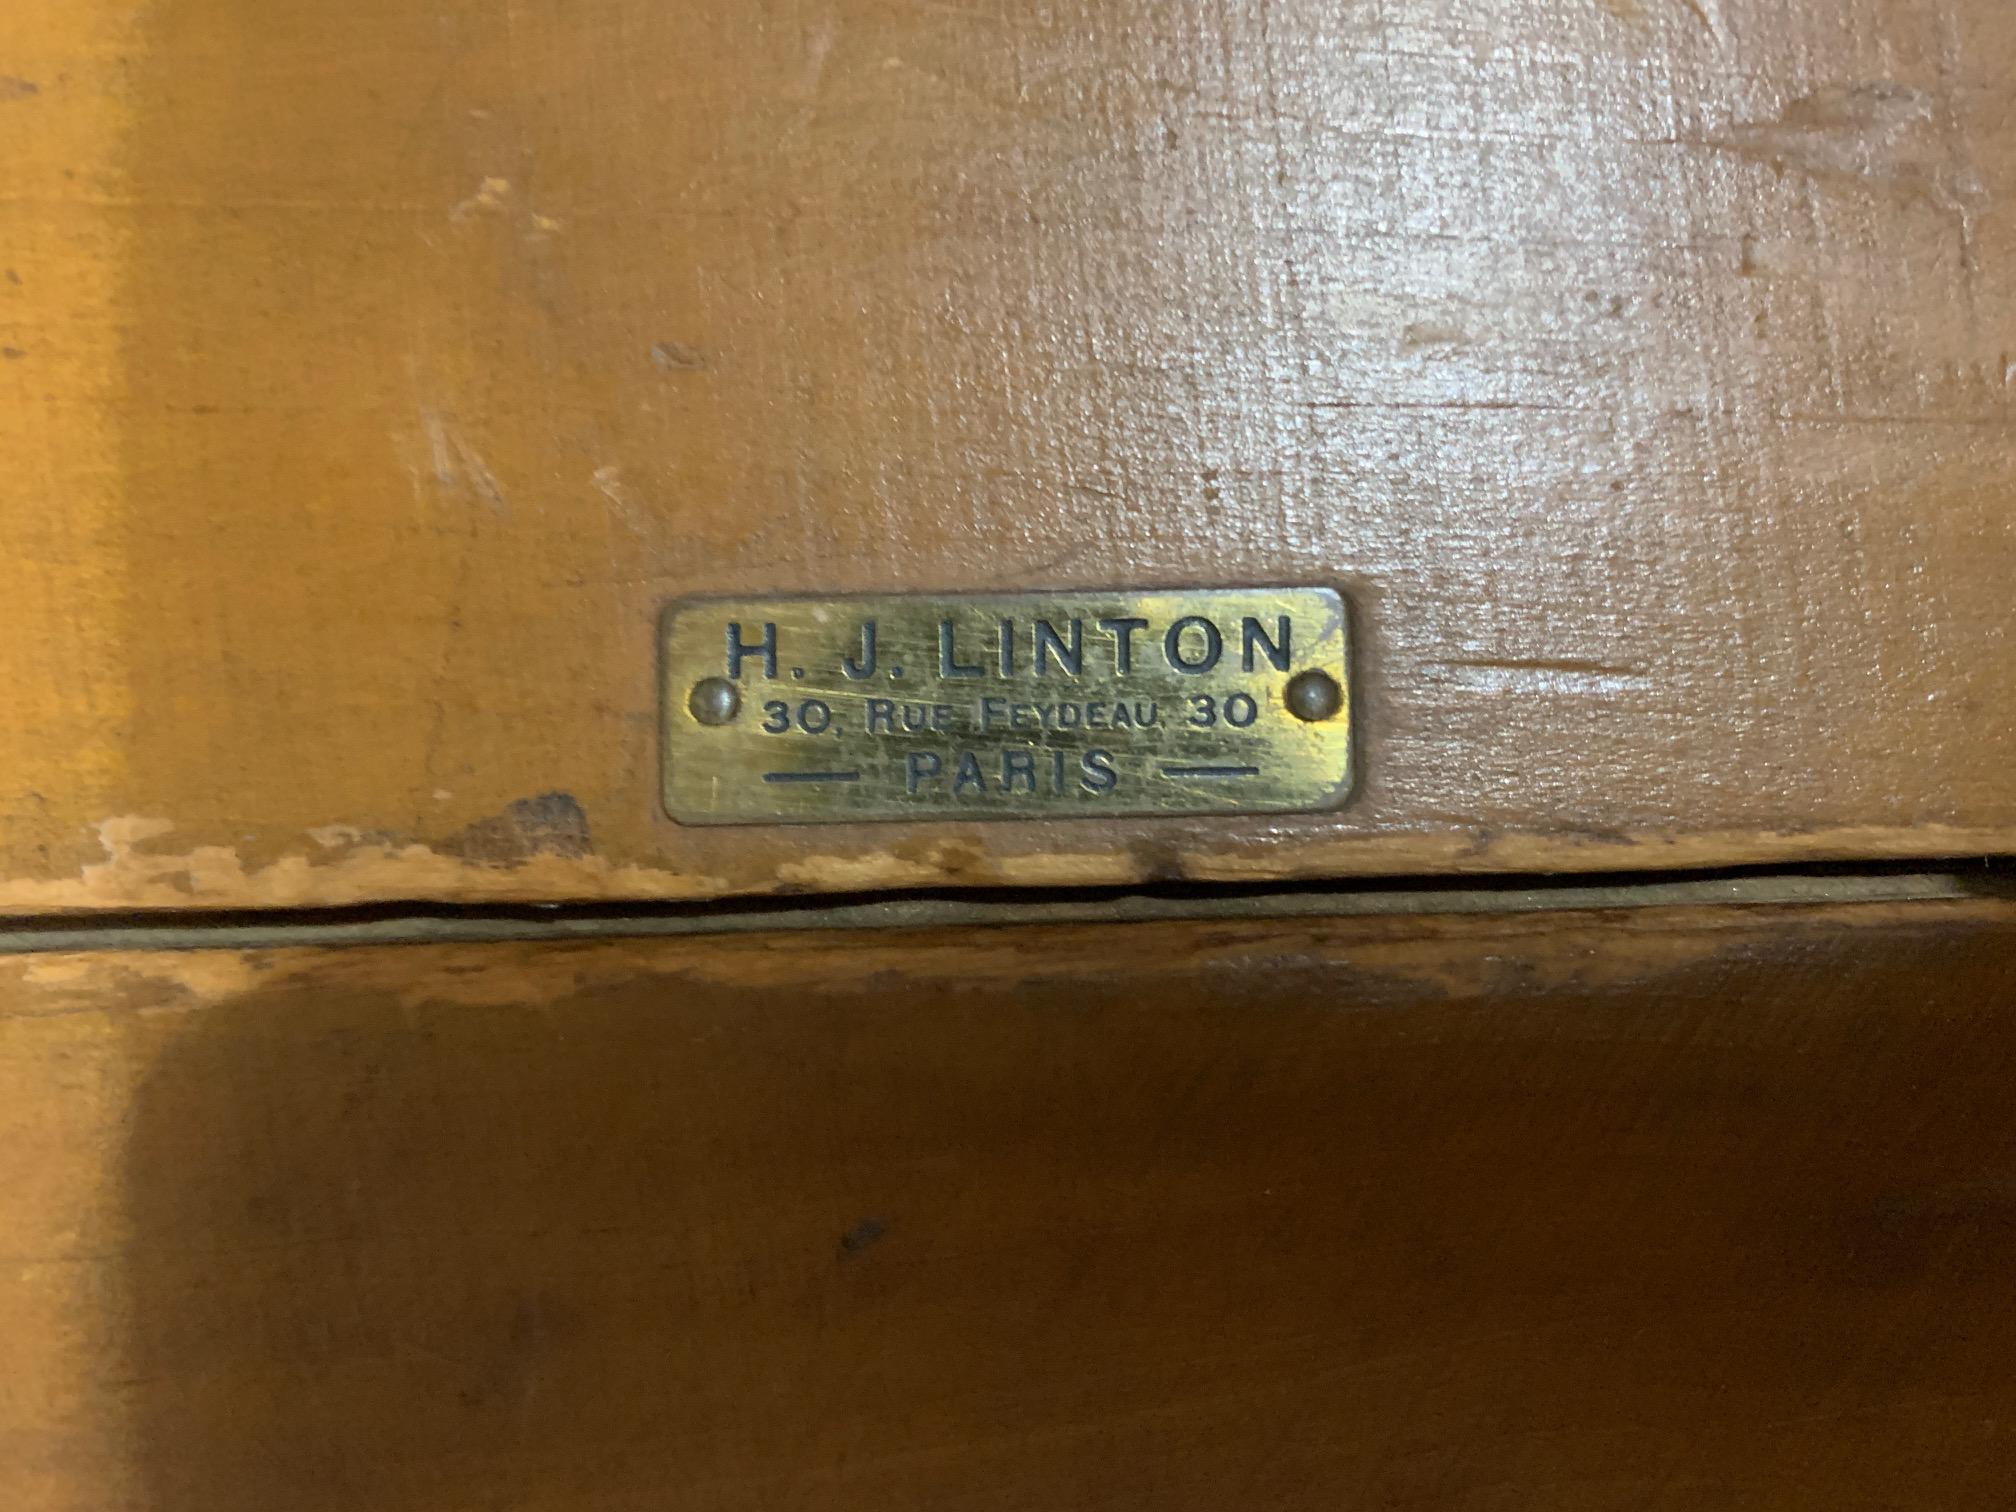 H. J. LINTON
30, RUE FEYDEAU, 30
— PARIS —